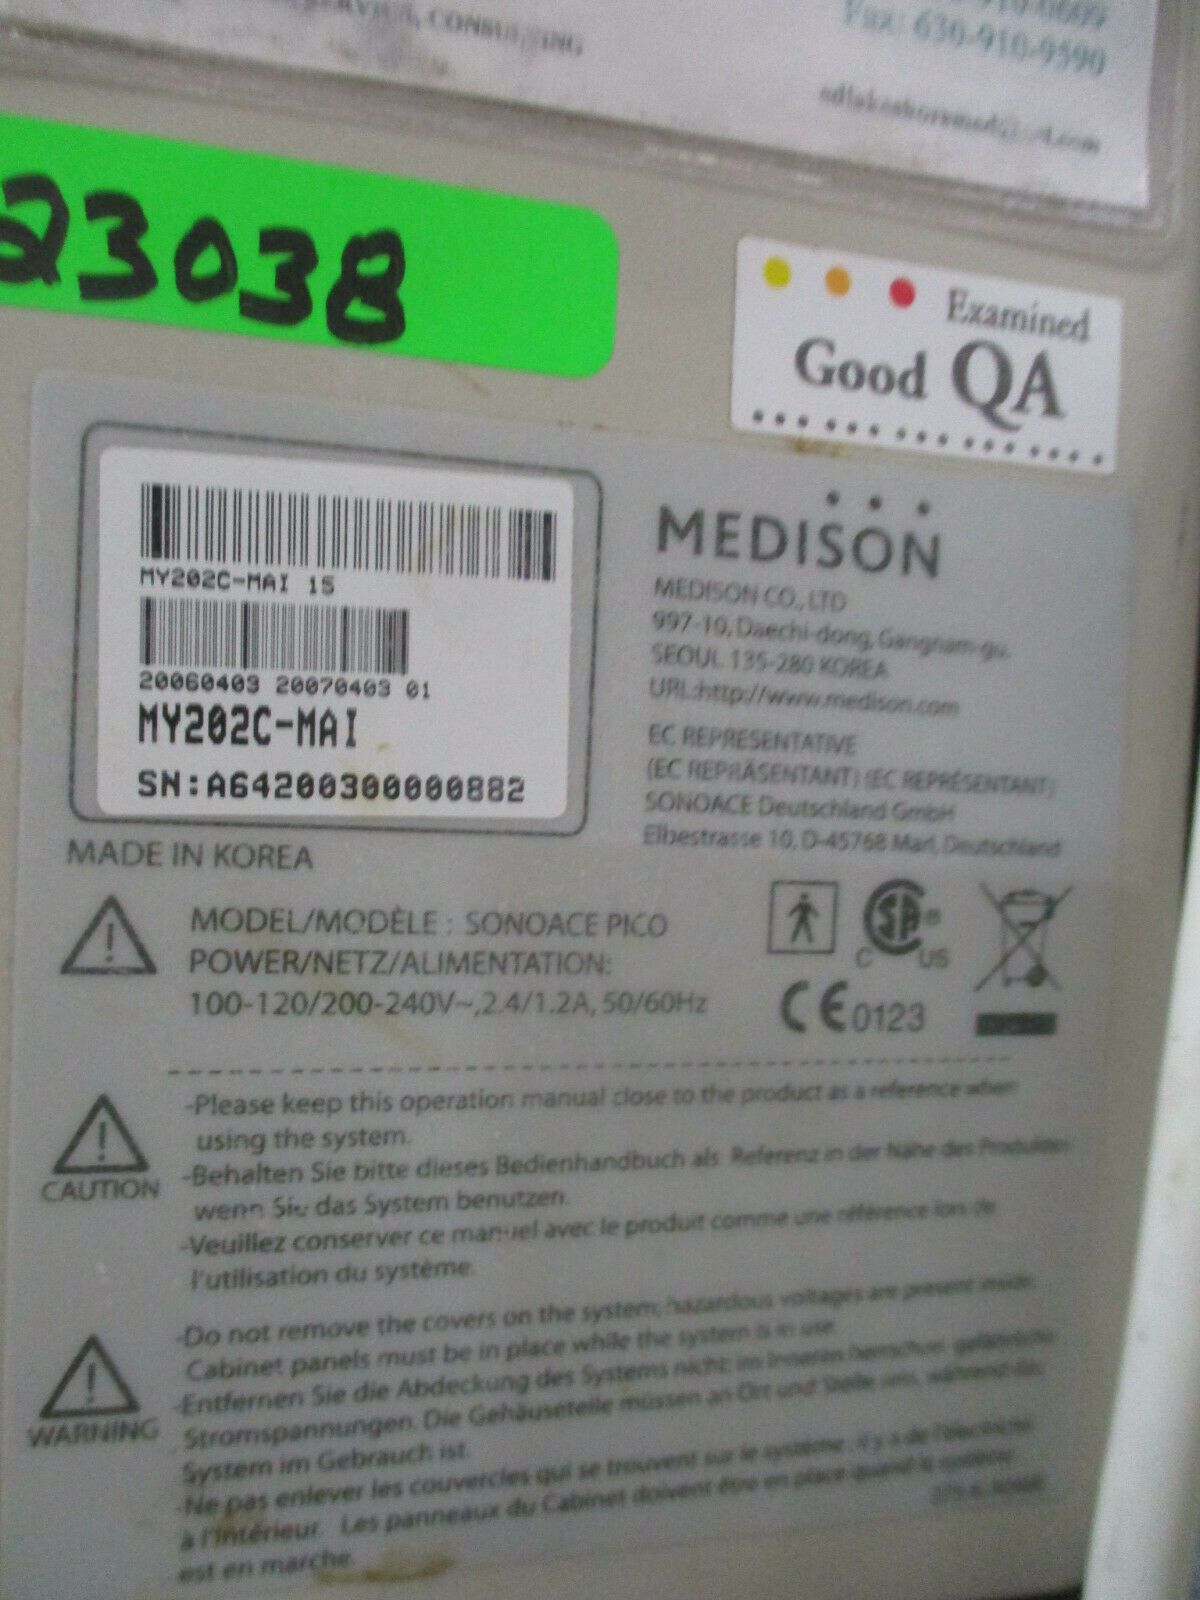 SERVICE, CONSULTING
Fax: 630-910-9590
23038
Examined
Good QA
MY202C-MAI 15
20060403 20070403 01
MY202C-MAI
SN:A64200300000882
MADE IN KOREA
MEDISON
MEDISON CO., LTD
997-10, Daechi-dong, Gangnam-gu,
SEOUL 135-280 KOREA
URL:http://www.medison.com
EC REPRESENTATIVE
(EC REPRÄSENTANT) (EC REPRÉSENTANT)
SONOACE Deutschland GmbH
Elbestrasse 10, D-45768 Marl, Deutschland
MODEL/MODÈLE : SONOACE PICO
POWER/NETZ/ALIMENTATION:
100-120/200-240V~,2.4/1.2A, 50/60Hz
SA®
C US
CE0123
CAUTION
-Please keep this operation manual close to the product as a reference when
using the system.
-Behalten Sie bitte dieses Bedienhandbuch als Referenz in der Nähe des Produktes
wenn Sie das System benutzen.
-Veuillez conserver ce manuel avec le produit comme une référence lors de
l'utilisation du système.
WARNING
-Do not remove the covers on the system, hazardous voltages are present inside.
Cabinet panels must be in place while the system is in use.
-Entfernen Sie die Abdeckung des Systems nicht; im Inneren herrschen gefährliche
Stromspannungen. Die Gehäuseteile müssen an Ort und Stelle sein, während das
System im Gebrauch ist.
-Ne pas enlever les couvercles qui se trouvent sur le système, il y a de l'électricité
à l'intérieur. Les panneaux du Cabinet doivent être en place quand le système
est en marche.